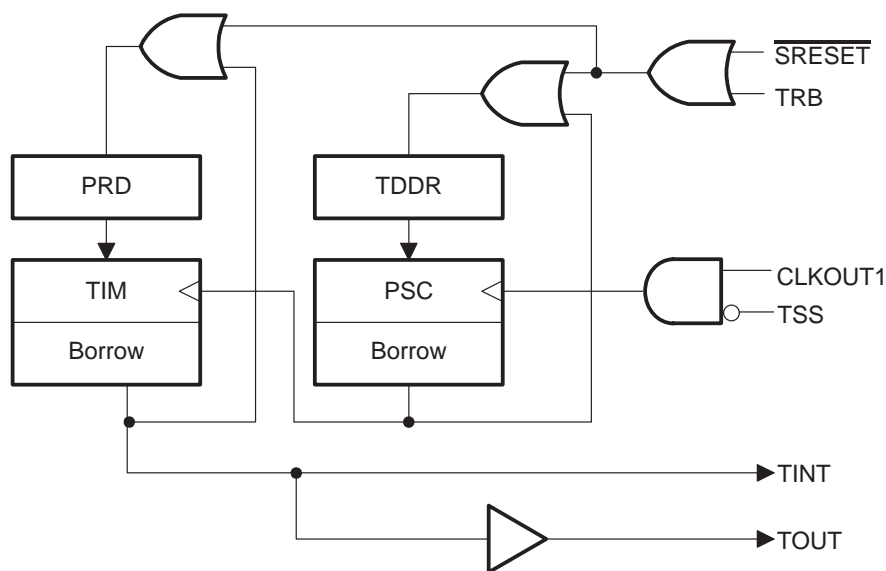 SRESET
TRB
PRD
TDDR
TIM
PSC
CLKOUT1
TSS
Borrow
Borrow
TINT
TOUT